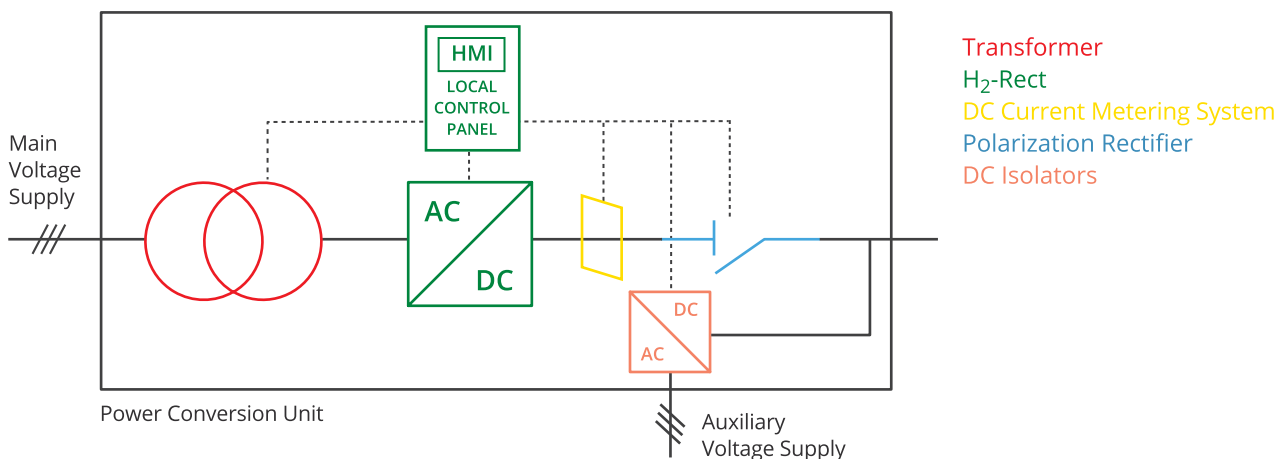 HMI
LOCAL
CONTROL
PANEL
Main
Voltage
Supply
AC
DC
DC
AC
Power Conversion Unit
Auxiliary
Voltage Supply
Transformer
H₂-Rect
DC Current Metering System
Polarization Rectifier
DC Isolators